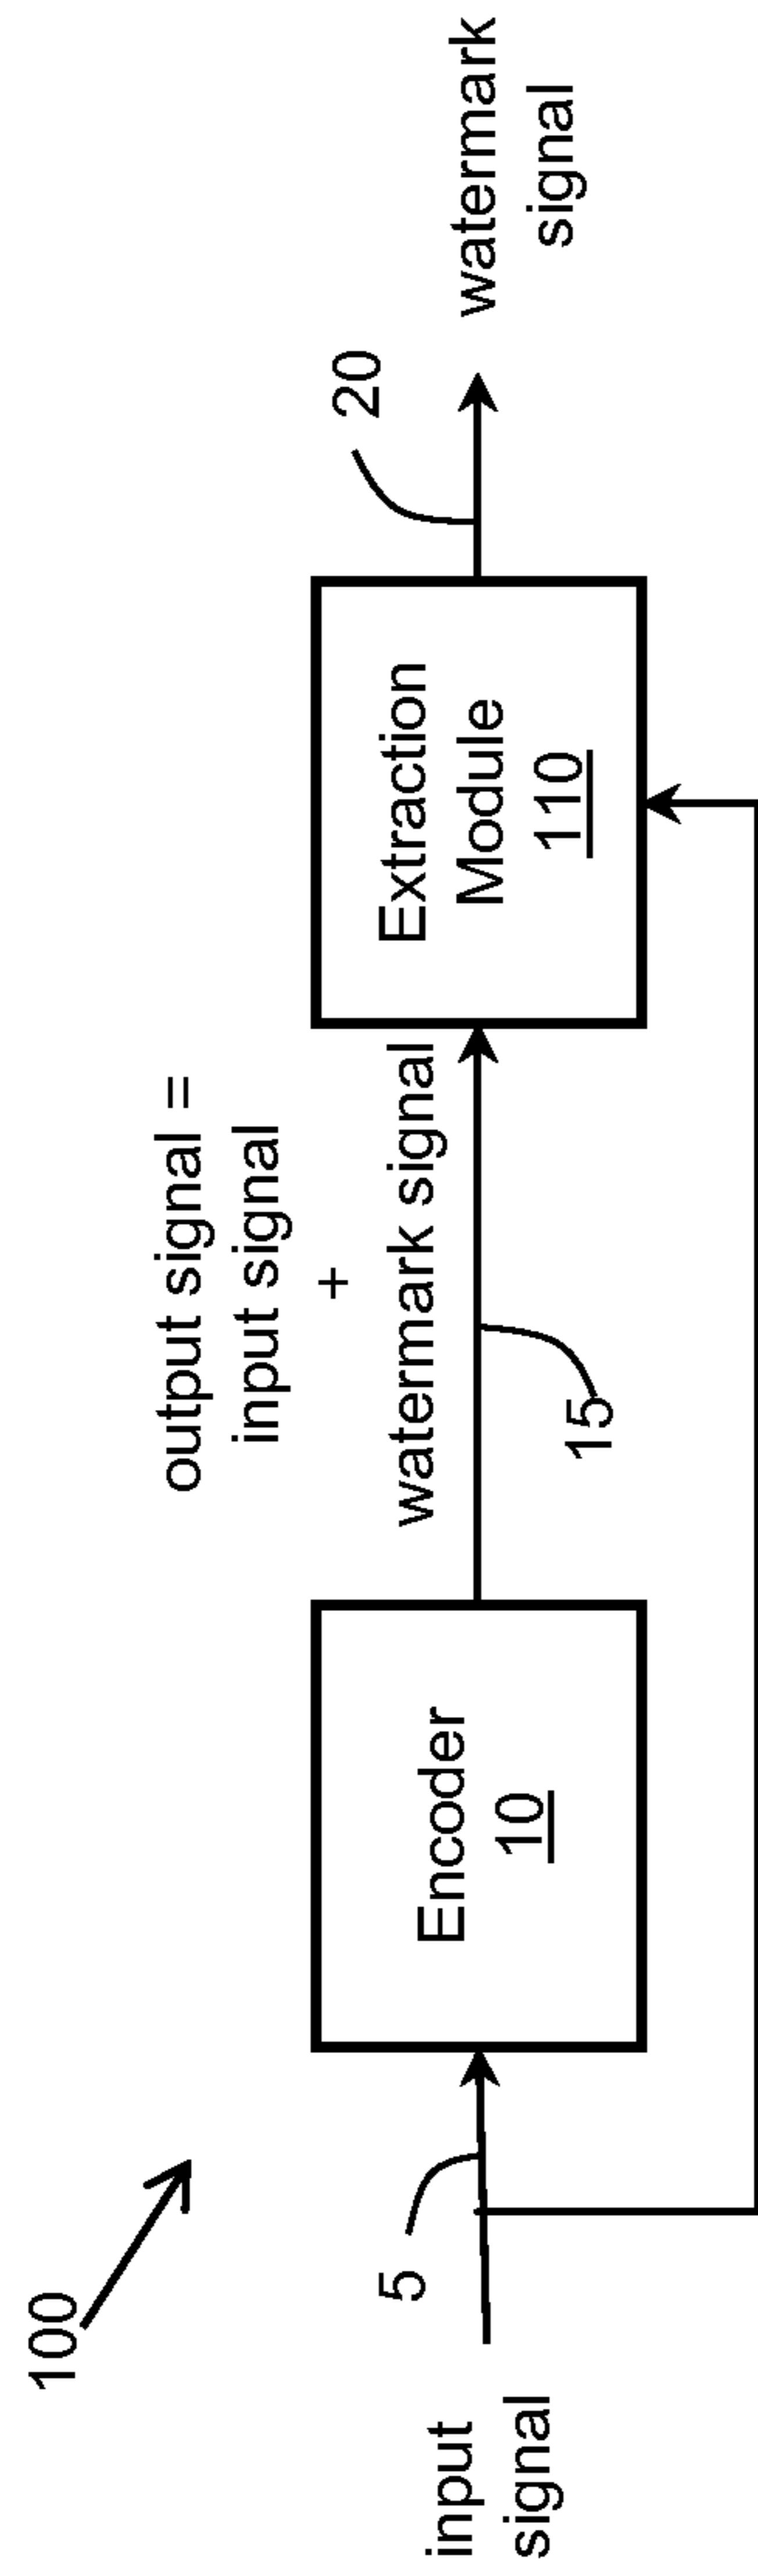 100
input
signal
5
Encoder
10
output signal =
input signal
+
watermark signal
15
Extraction
Module
110
20
watermark
signal